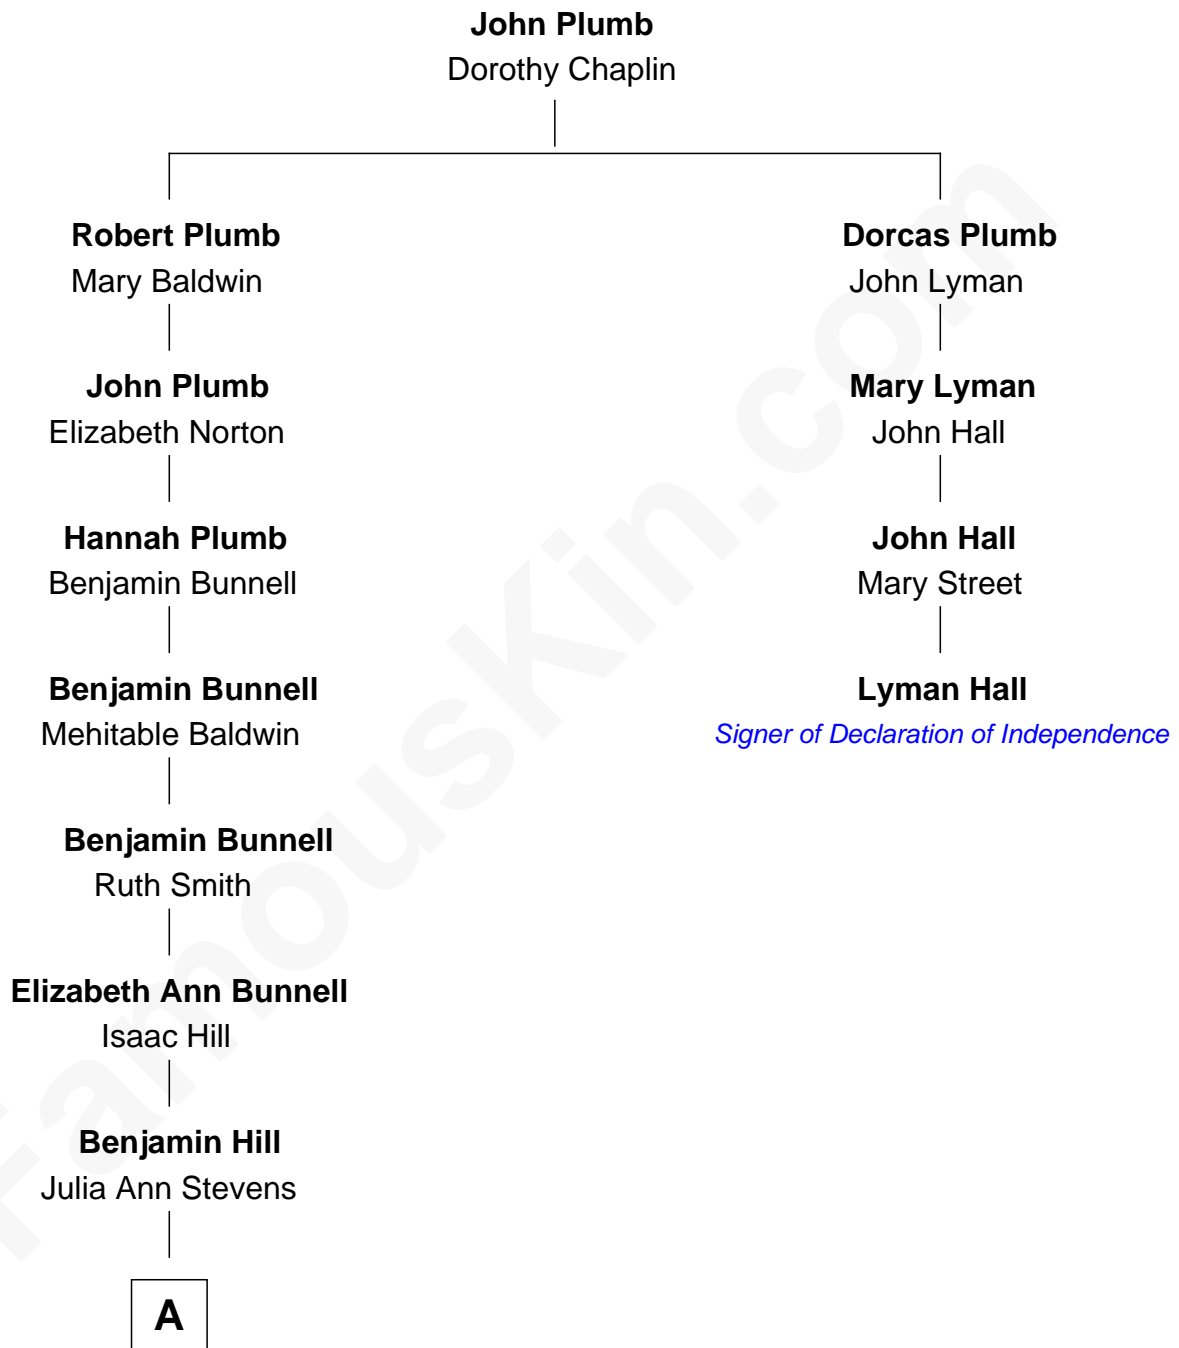 John Plumb
Dorothy Chaplin
Robert Plumb
Mary Baldwin
Dorcas Plumb
John Lyman
John Plumb
Elizabeth Norton
Mary Lyman
John Hall
Hannah Plumb
Benjamin Bunnell
John Hall
Mary Street
Benjamin Bunnell
Mehitable Baldwin
Lyman Hall
Signer of Declaration of Independence
Benjamin Bunnell
Ruth Smith
Elizabeth Ann Bunnell
Isaac Hill
Benjamin Hill
Julia Ann Stevens
A
FamousKin.com